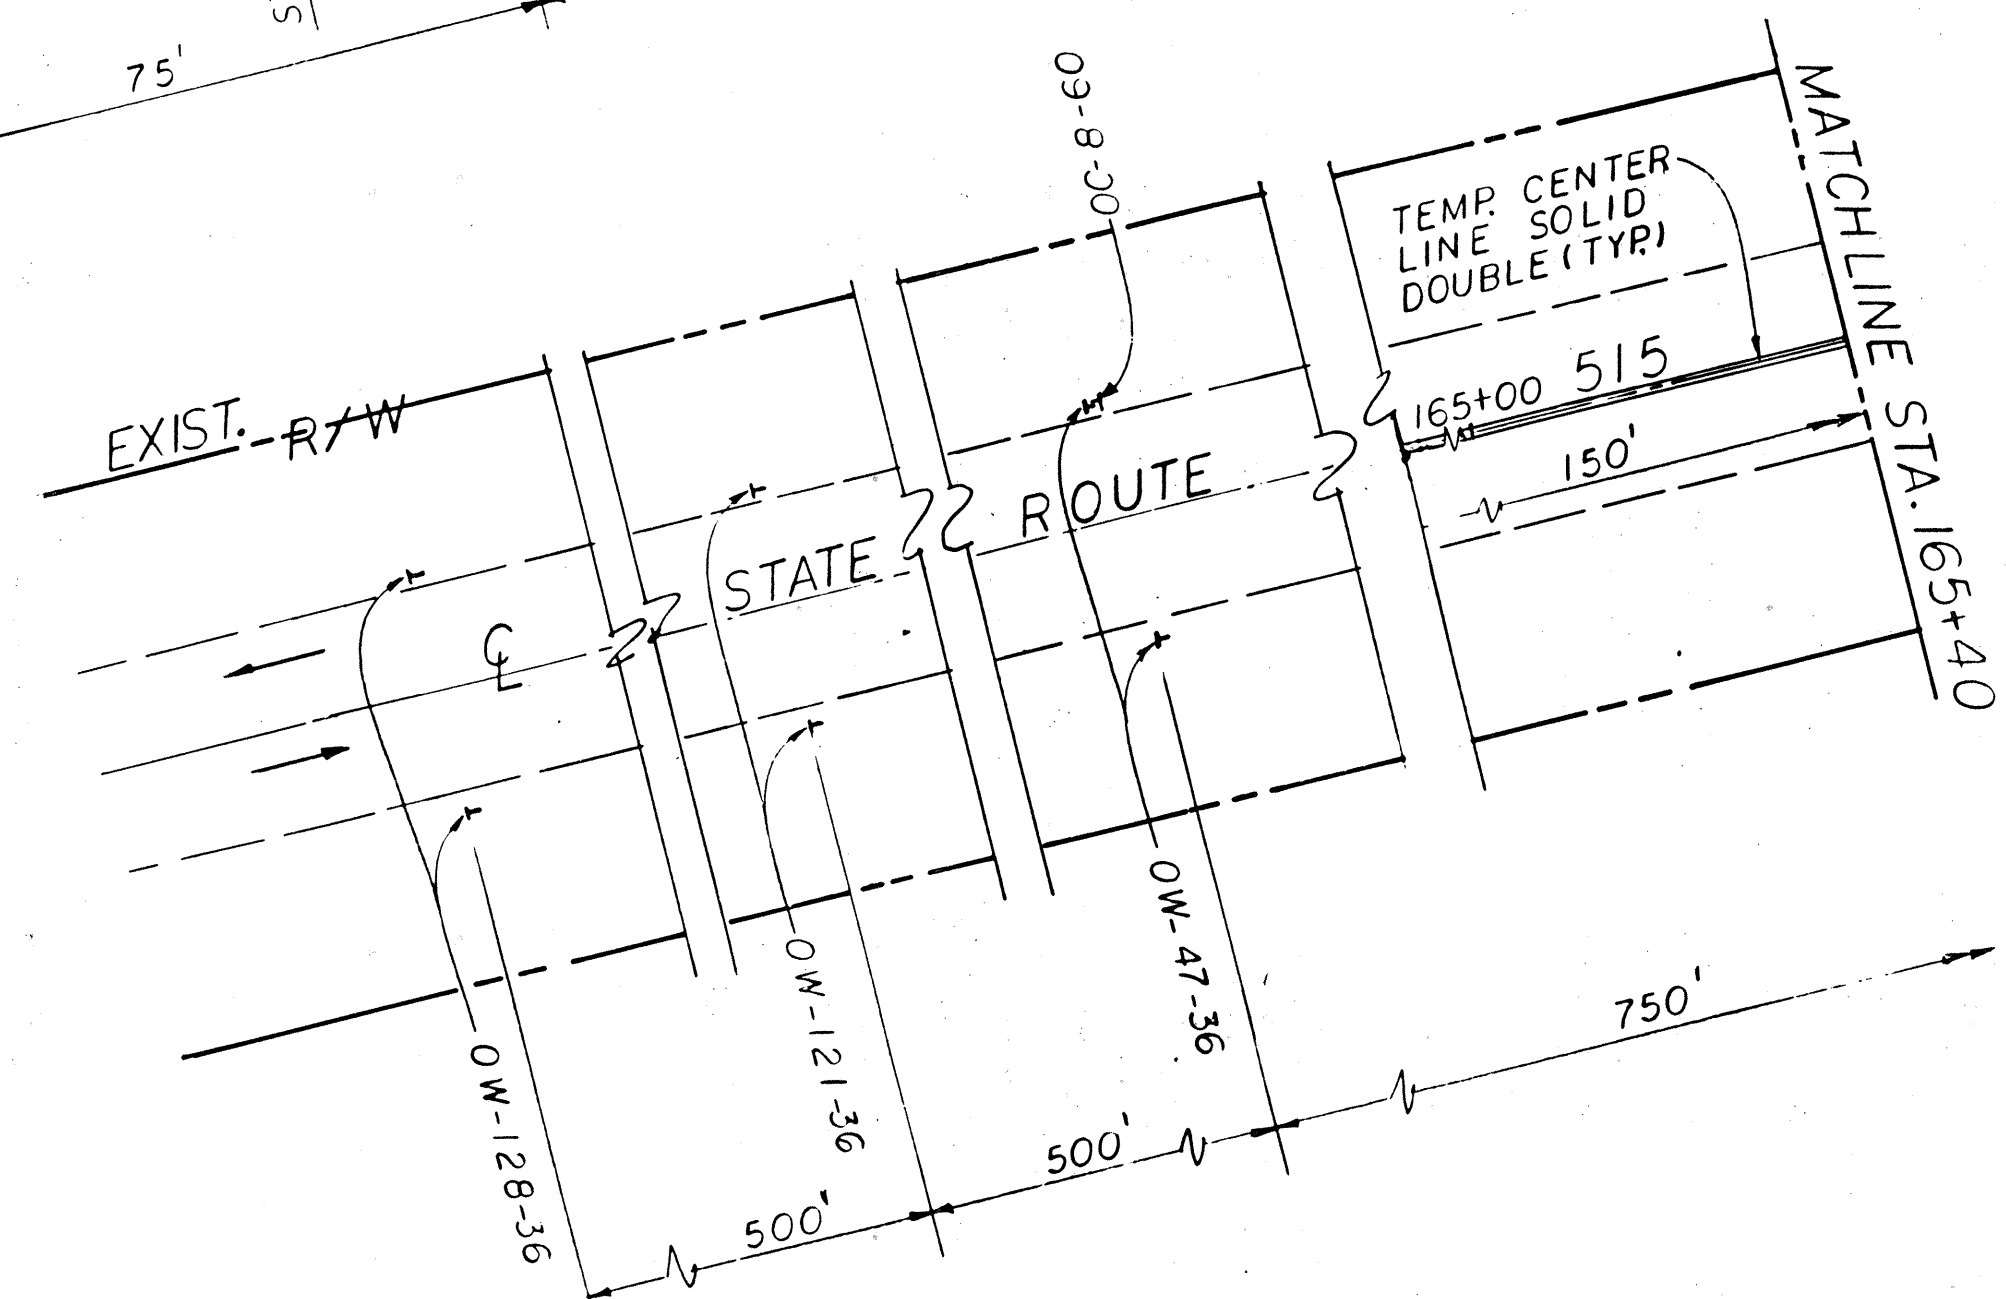 75'
OC-8-60
MATCHLINE STA. 165+40
TEMP. CENTER
LINE SOLID
DOUBLE (TYP.)
EXIST. R/W
STATE ROUTE 515
165+00
150'
℄
OW-128-36
OW-121-36
OW-47-36
500'
500'
750'